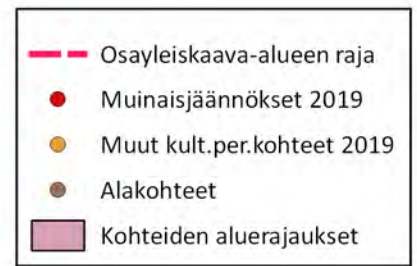 Osayleiskaava-alueen raja
Muinaisjäännökset 2019
Muut kult.per.kohteet 2019
Alakohteet
Kohteiden aluerajaukset